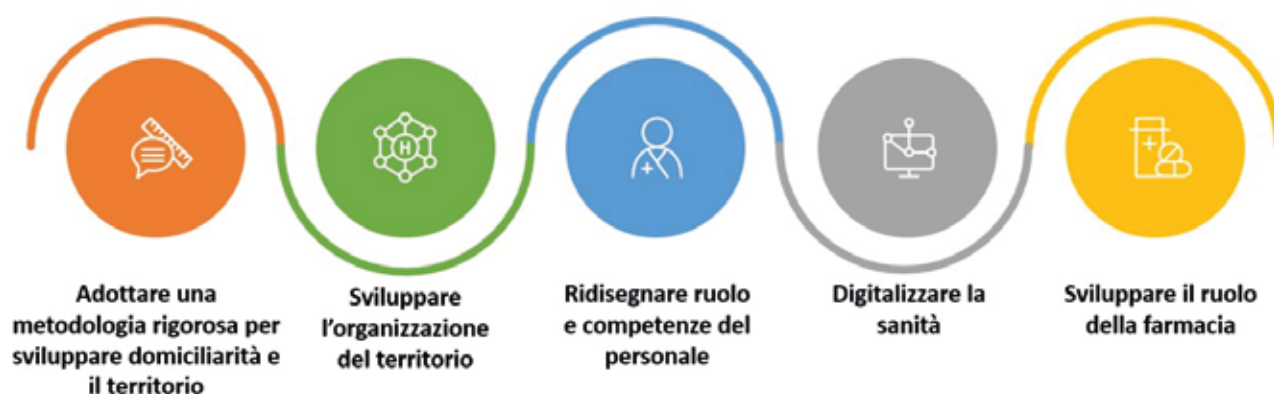 H
Adottare una
metodologia rigorosa per
sviluppare domiciliarità e
il territorio
Sviluppare
l'organizzazione
del territorio
Ridisegnare ruolo
e competenze del
personale
Digitalizzare la
sanità
Sviluppare il ruolo
della farmacia